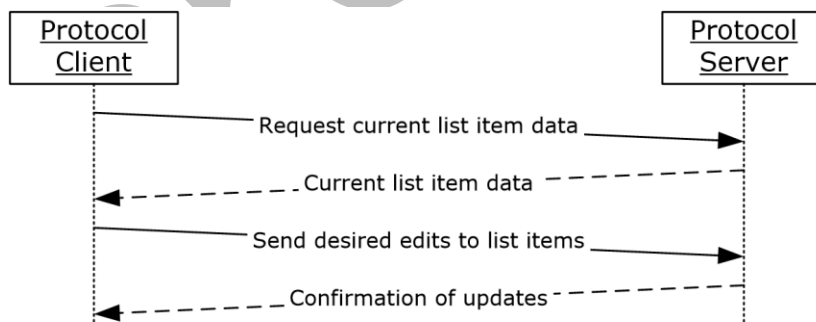 Protocol
Client
Protocol
Server
Request current list item data
Current list item data
Send desired edits to list items
Confirmation of updates